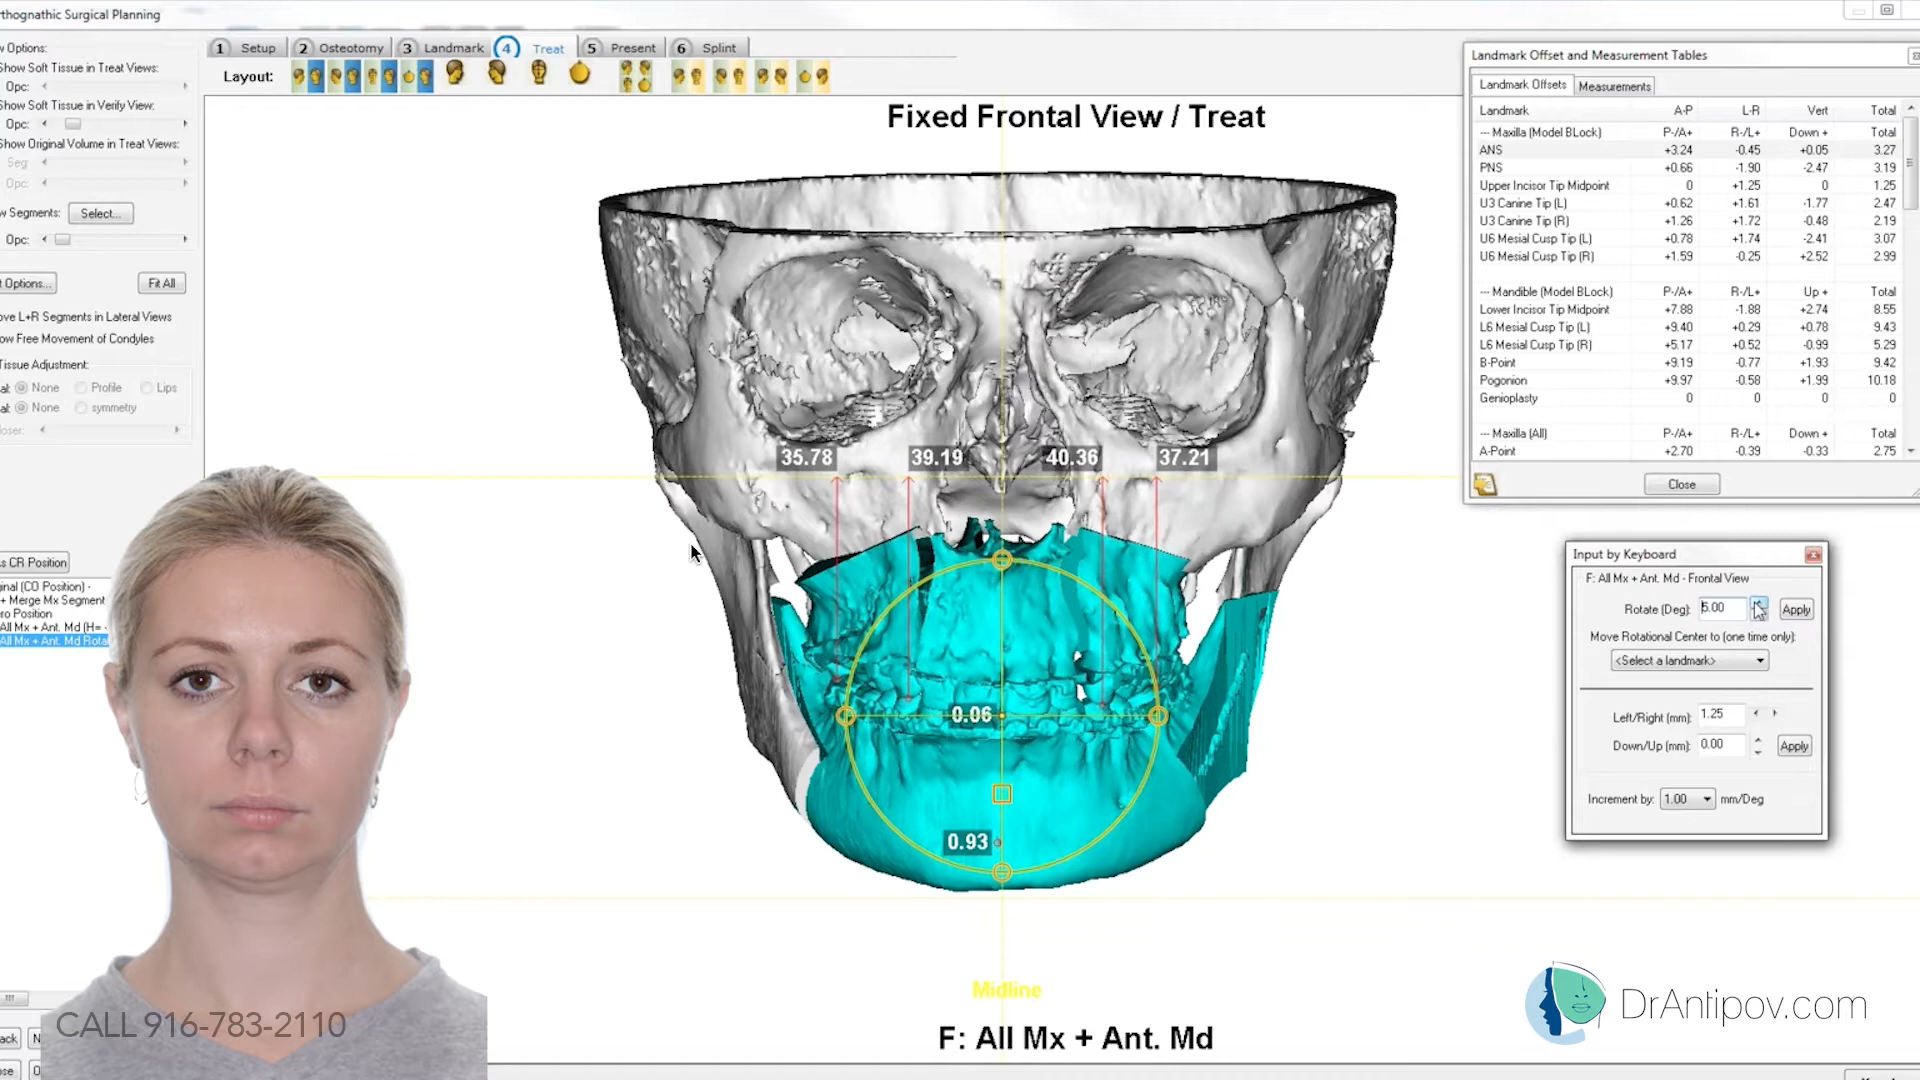 rthognathic Surgical Planning
w Options:
Show Soft Tissue in Treat Views:
Opc:
Show Soft Tissue in Verify View:
Opc:
Show Original Volume in Treat Views:
Seg:
Opc:
w Segments: Select...
Opc:
t Options... Fit All
ove L+R Segments in Lateral Views
ow Free Movement of Condyles
Tissue Adjustment:
al: None Profile Lips
al: None symmetry
loser:
s CR Position
inal (CO Position) -
+ Merge Mx Segment
ro Position
All Mx + Ant. Md (H= -
All Mx + Ant. Md Rota
ack N
ose O
1 Setup 2 Osteotomy 3 Landmark 4 Treat 5 Present 6 Splint
Layout:
Fixed Frontal View / Treat
35.78 39.19 40.36 37.21
0.06
0.93
Midline
F: All Mx + Ant. Md
Landmark Offset and Measurement Tables
Landmark Offsets Measurements
Landmark A-P L-R Vert Total
--- Maxilla (Model BLock) P-/A+ R-/L+ Down + Total
ANS +3.24 -0.45 +0.05 3.27
PNS +0.66 -1.90 -2.47 3.19
Upper Incisor Tip Midpoint 0 +1.25 0 1.25
U3 Canine Tip (L) +0.62 +1.61 -1.77 2.47
U3 Canine Tip (R) +1.26 +1.72 -0.48 2.19
U6 Mesial Cusp Tip (L) +0.78 +1.74 -2.41 3.07
U6 Mesial Cusp Tip (R) +1.59 -0.25 +2.52 2.99
--- Mandible (Model BLock) P-/A+ R-/L+ Up + Total
Lower Incisor Tip Midpoint +7.88 -1.88 +2.74 8.55
L6 Mesial Cusp Tip (L) +9.40 +0.29 +0.78 9.43
L6 Mesial Cusp Tip (R) +5.17 +0.52 -0.99 5.29
B-Point +9.19 -0.77 +1.93 9.42
Pogonion +9.97 -0.58 +1.99 10.18
Genioplasty 0 0 0 0
--- Maxilla (All) P-/A+ R-/L+ Down + Total
A-Point +2.70 -0.39 -0.33 2.75
Close
Input by Keyboard
F: All Mx + Ant. Md - Frontal View
Rotate (Deg): 5.00 Apply
Move Rotational Center to (one time only):
<Select a landmark>
Left/Right (mm): 1.25
Down/Up (mm): 0.00 Apply
Increment by: 1.00 mm/Deg
CALL 916-783-2110
DrAntipov.com